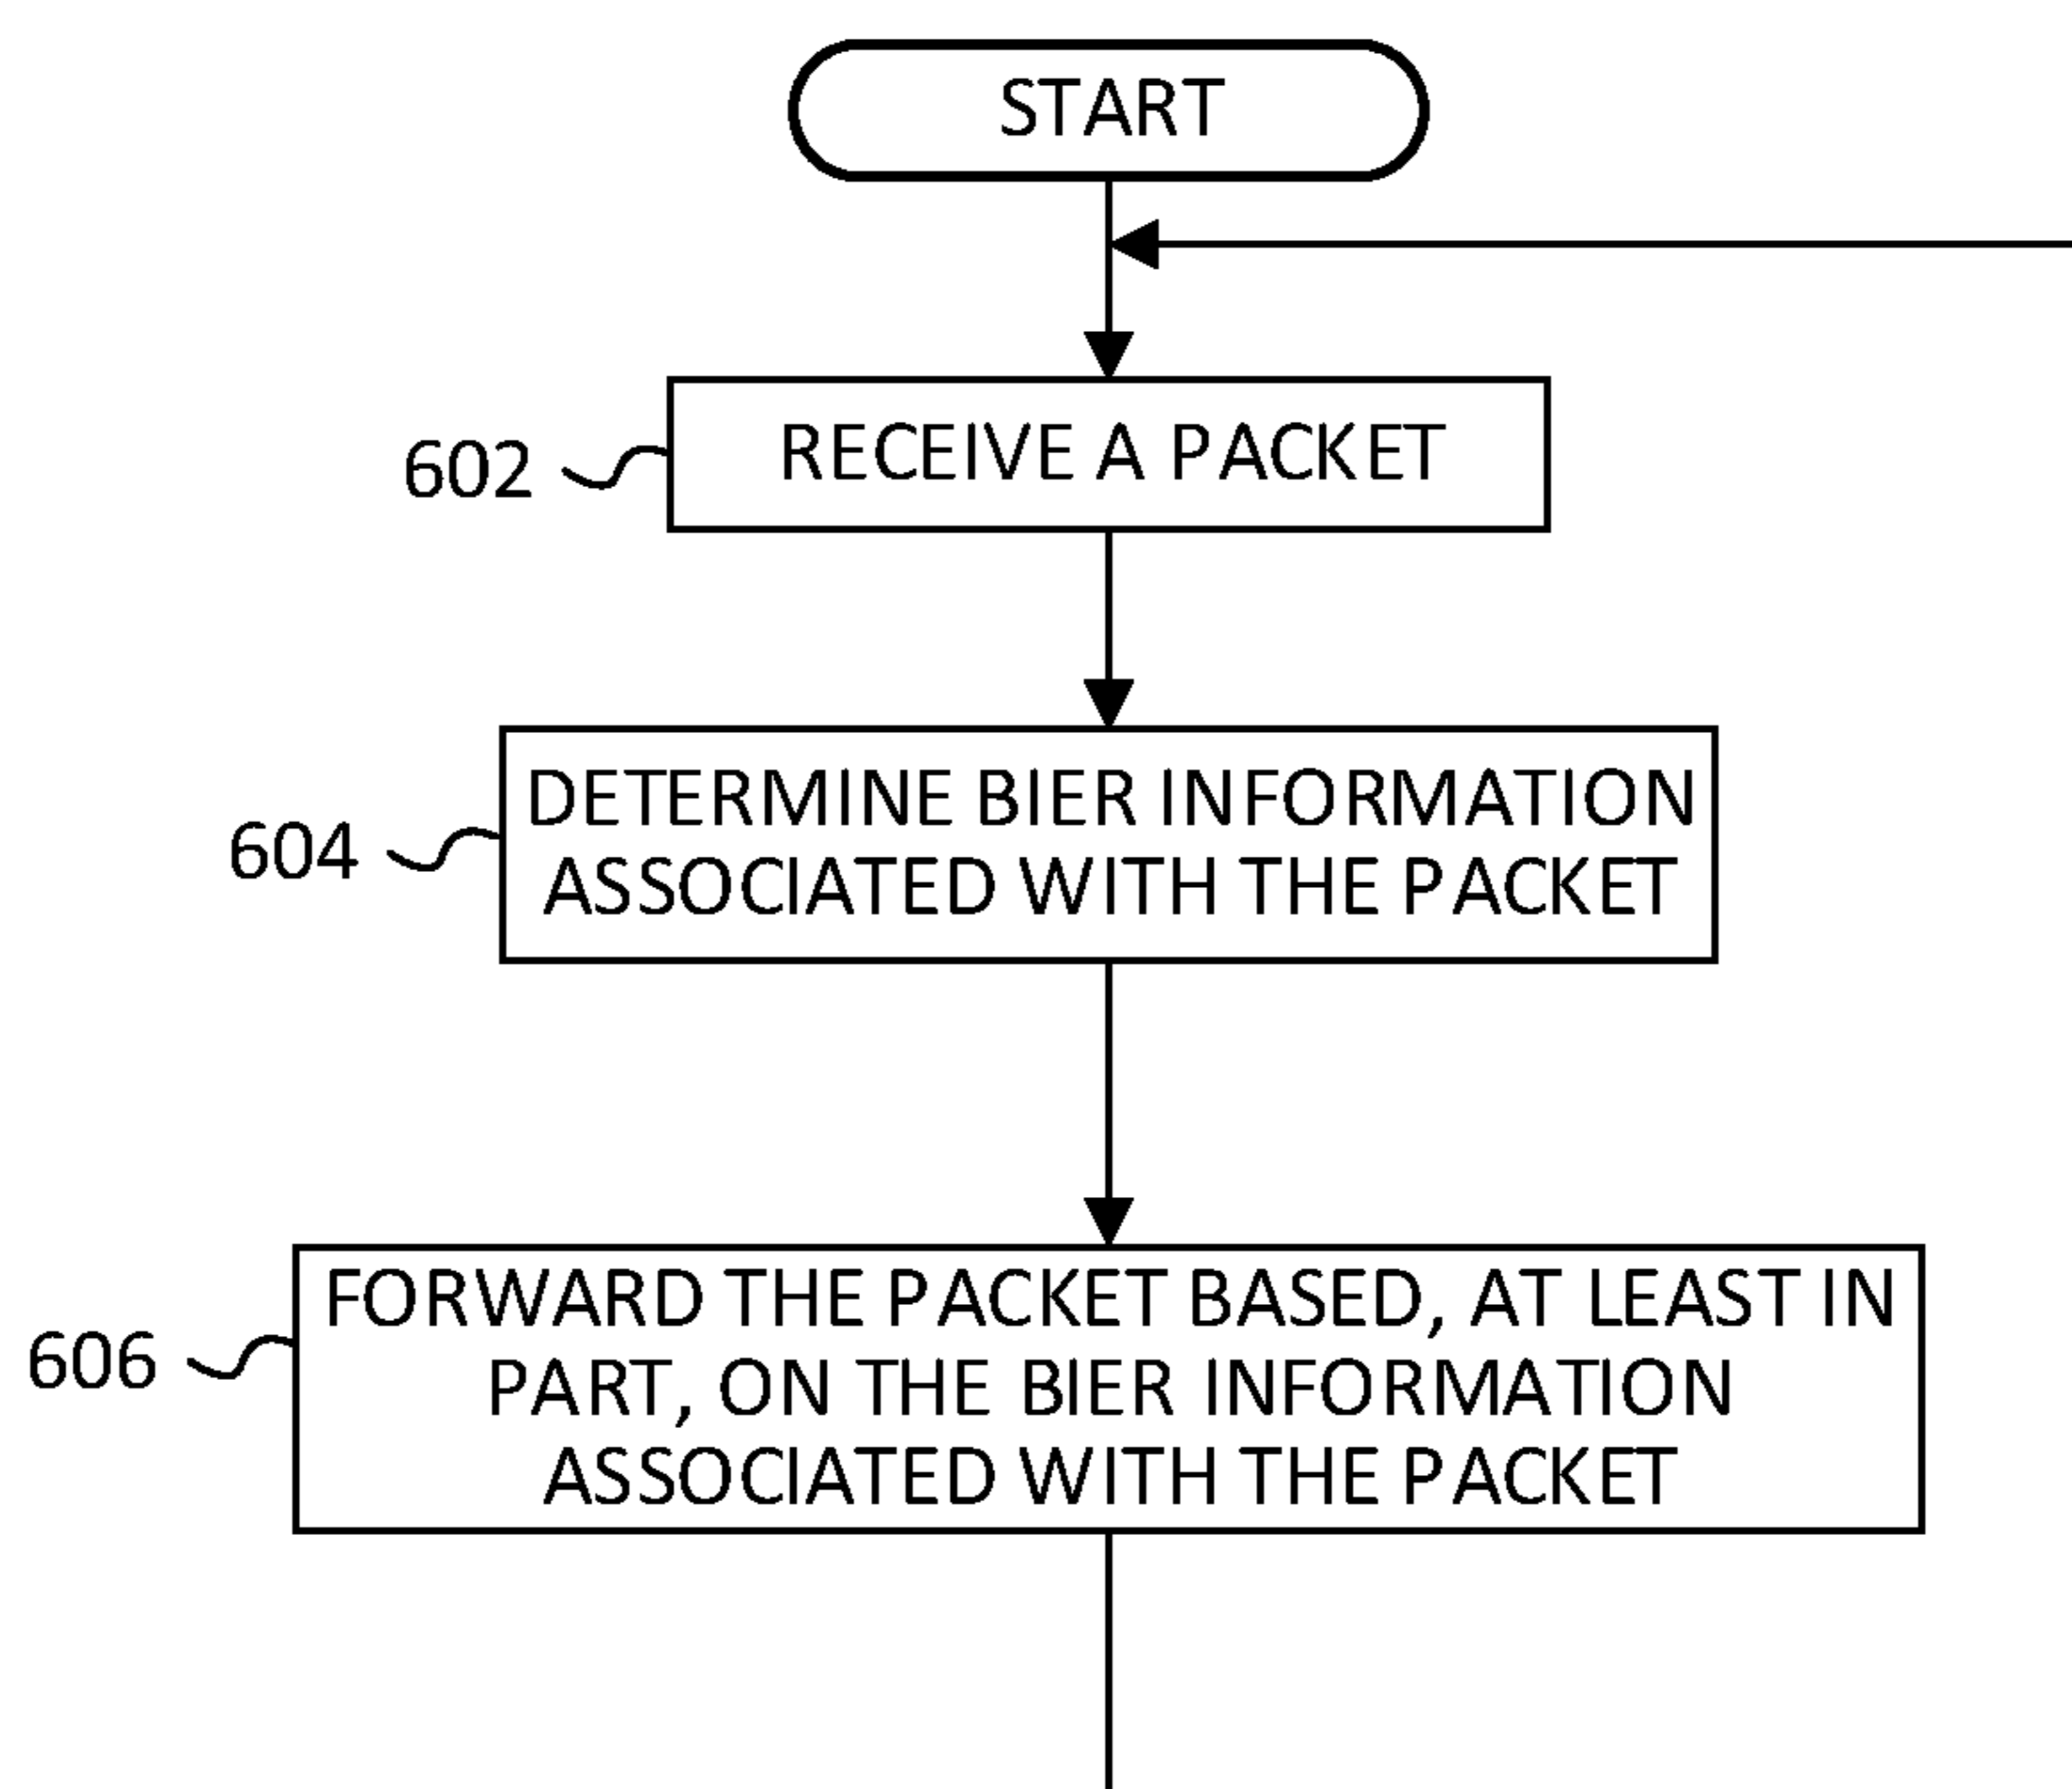 START
602
RECEIVE A PACKET
604
DETERMINE BIER INFORMATION
ASSOCIATED WITH THE PACKET
606
FORWARD THE PACKET BASED, AT LEAST IN
PART, ON THE BIER INFORMATION
ASSOCIATED WITH THE PACKET